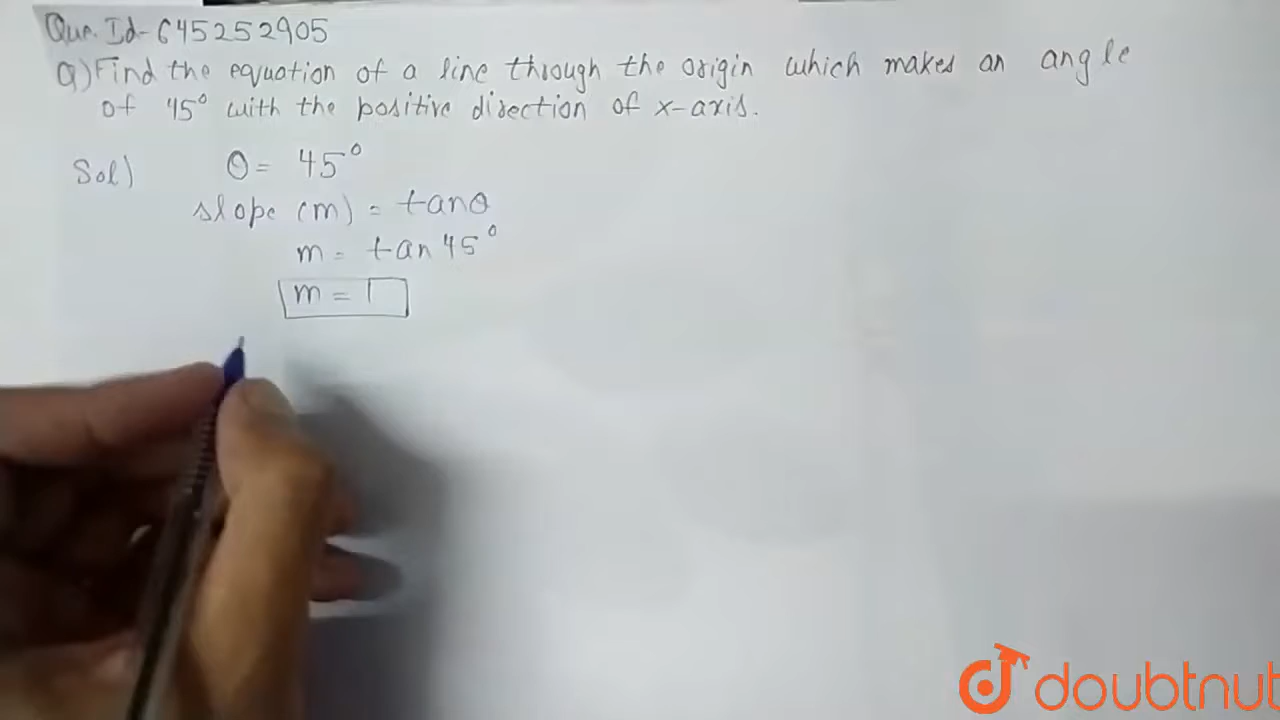 Que. Id-645252905
Q) Find the equation of a line through the origin which makes an angle
of 45° with the positive direction of x-axis.
Sol) θ = 45°
slope (m) = tanθ
m = tan 45°
m = 1
doubtnut